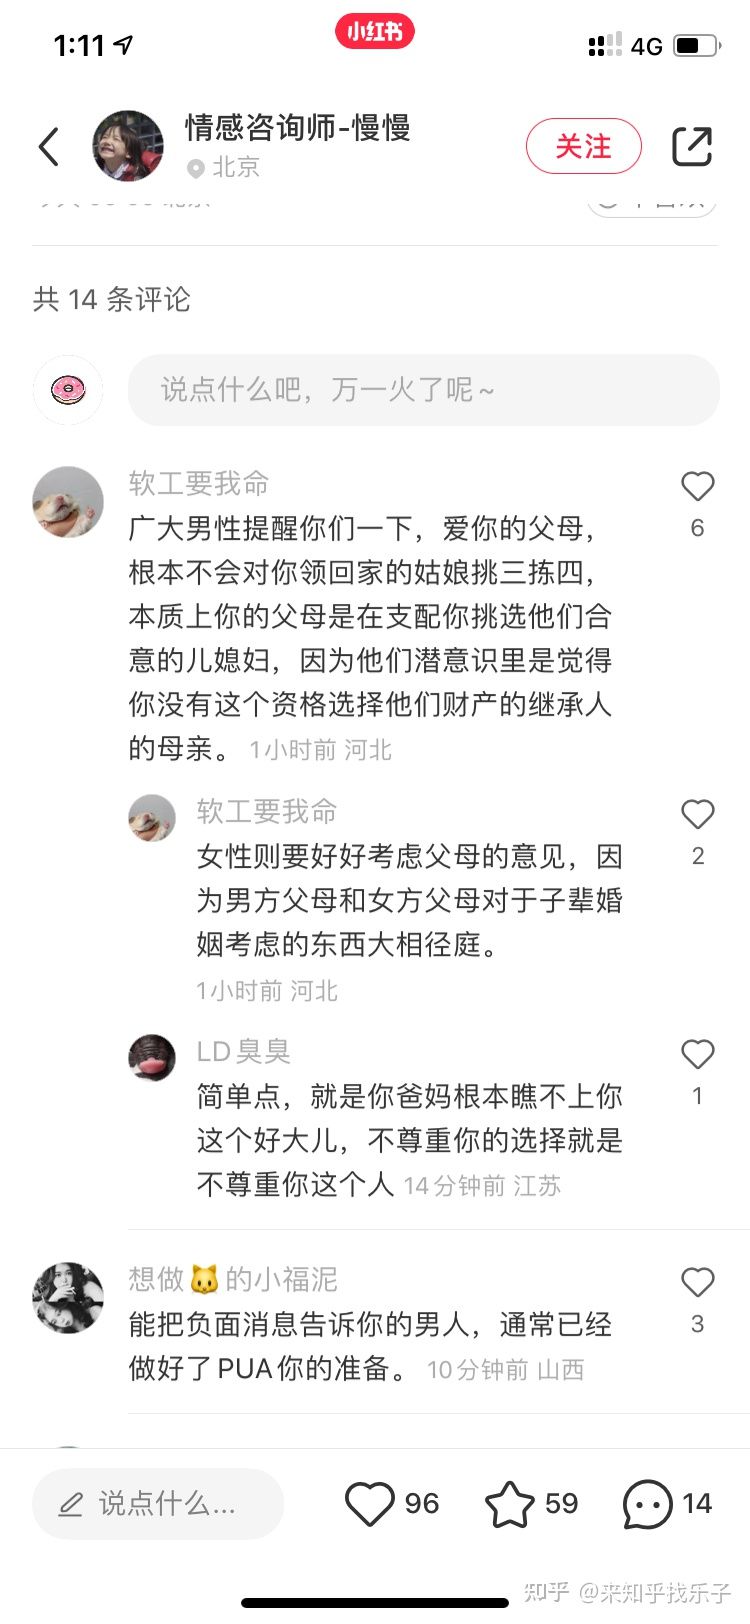 1:11
小红书
4G
情感咨询师-慢慢
北京
关注
共 14 条评论
说点什么吧，万一火了呢~
软工要我命
广大男性提醒你们一下，爱你的父母，
根本不会对你领回家的姑娘挑三拣四，
本质上你的父母是在支配你挑选他们合
意的儿媳妇，因为他们潜意识里是觉得
你没有这个资格选择他们财产的继承人
的母亲。 1小时前 河北
6
软工要我命
女性则要好好考虑父母的意见，因
为男方父母和女方父母对于子辈婚
姻考虑的东西大相径庭。
1小时前 河北
2
LD臭臭
简单点，就是你爸妈根本瞧不上你
这个好大儿，不尊重你的选择就是
不尊重你这个人 14分钟前 江苏
1
想做🐱的小福泥
能把负面消息告诉你的男人，通常已经
做好了PUA你的准备。 10分钟前 山西
3
说点什么...
96
59
14
知乎 @来知乎找乐子